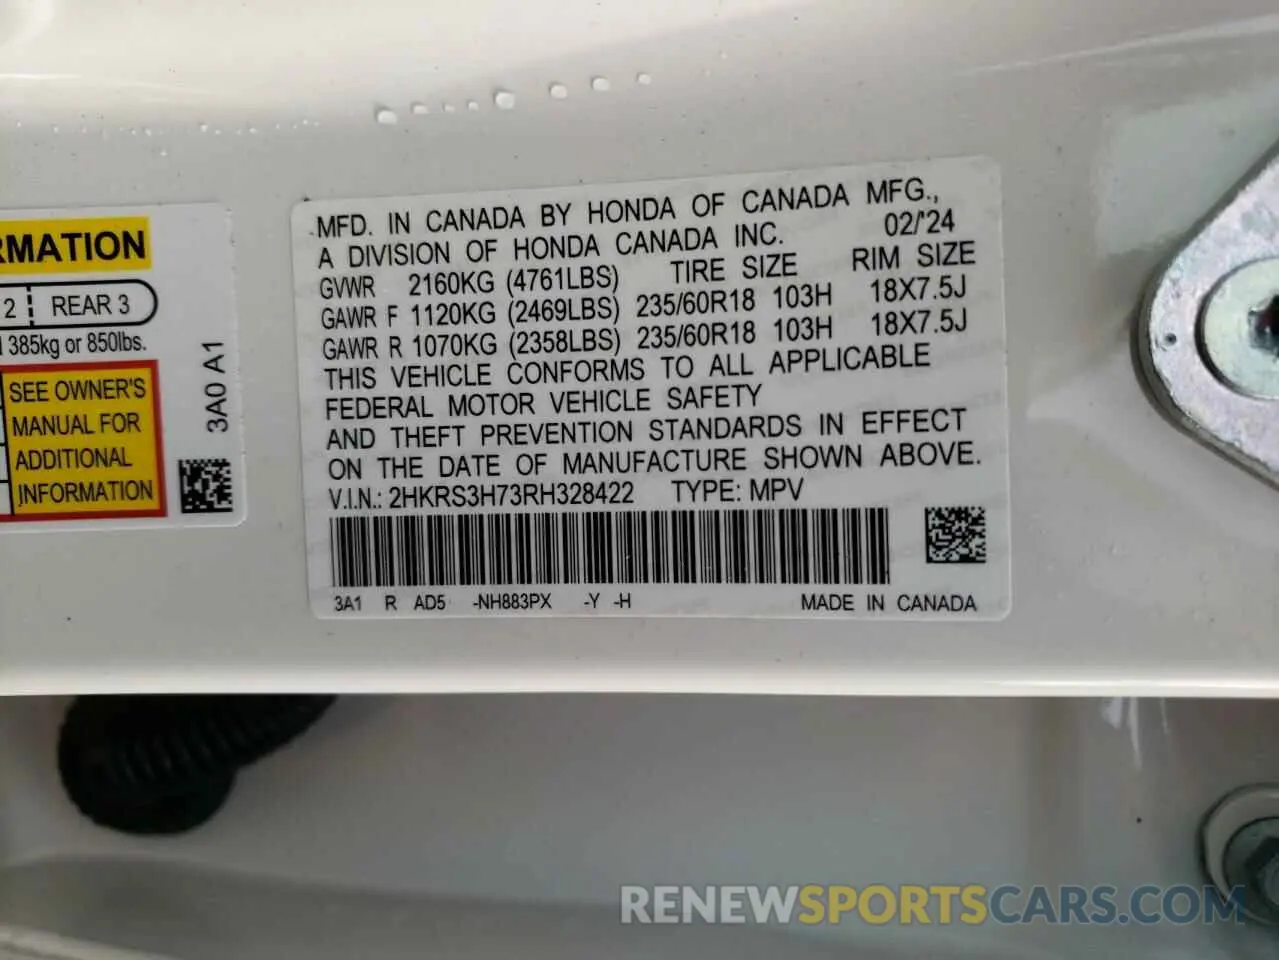 RMATION
2 REAR 3
385kg or 850lbs.
SEE OWNER'S
MANUAL FOR
ADDITIONAL
INFORMATION
3A0 A1
MFD. IN CANADA BY HONDA OF CANADA MFG.,
A DIVISION OF HONDA CANADA INC. 02/'24
GVWR 2160KG (4761LBS) TIRE SIZE RIM SIZE
GAWR F 1120KG (2469LBS) 235/60R18 103H 18X7.5J
GAWR R 1070KG (2358LBS) 235/60R18 103H 18X7.5J
THIS VEHICLE CONFORMS TO ALL APPLICABLE
FEDERAL MOTOR VEHICLE SAFETY
AND THEFT PREVENTION STANDARDS IN EFFECT
ON THE DATE OF MANUFACTURE SHOWN ABOVE.
V.I.N.: 2HKRS3H73RH328422 TYPE: MPV
3A1 R AD5 -NH883PX -Y -H MADE IN CANADA
RENEWSPORTSCARS.COM